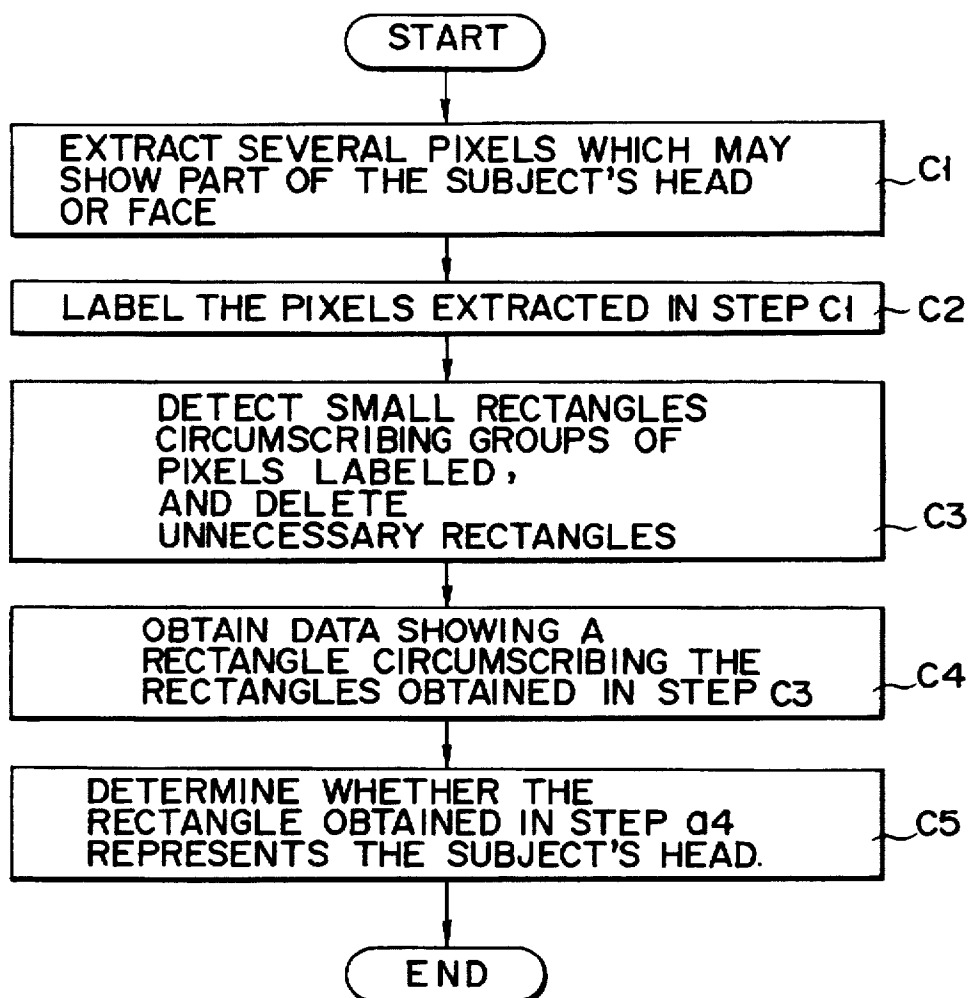 START
EXTRACT SEVERAL PIXELS WHICH MAY
SHOW PART OF THE SUBJECT'S HEAD
OR FACE
C1
LABEL THE PIXELS EXTRACTED IN STEP C1
C2
DETECT SMALL RECTANGLES
CIRCUMSCRIBING GROUPS OF
PIXELS LABELED,
AND DELETE
UNNECESSARY RECTANGLES
C3
OBTAIN DATA SHOWING A
RECTANGLE CIRCUMSCRIBING THE
RECTANGLES OBTAINED IN STEP C3
C4
DETERMINE WHETHER THE
RECTANGLE OBTAINED IN STEP a4
REPRESENTS THE SUBJECT'S HEAD.
C5
END